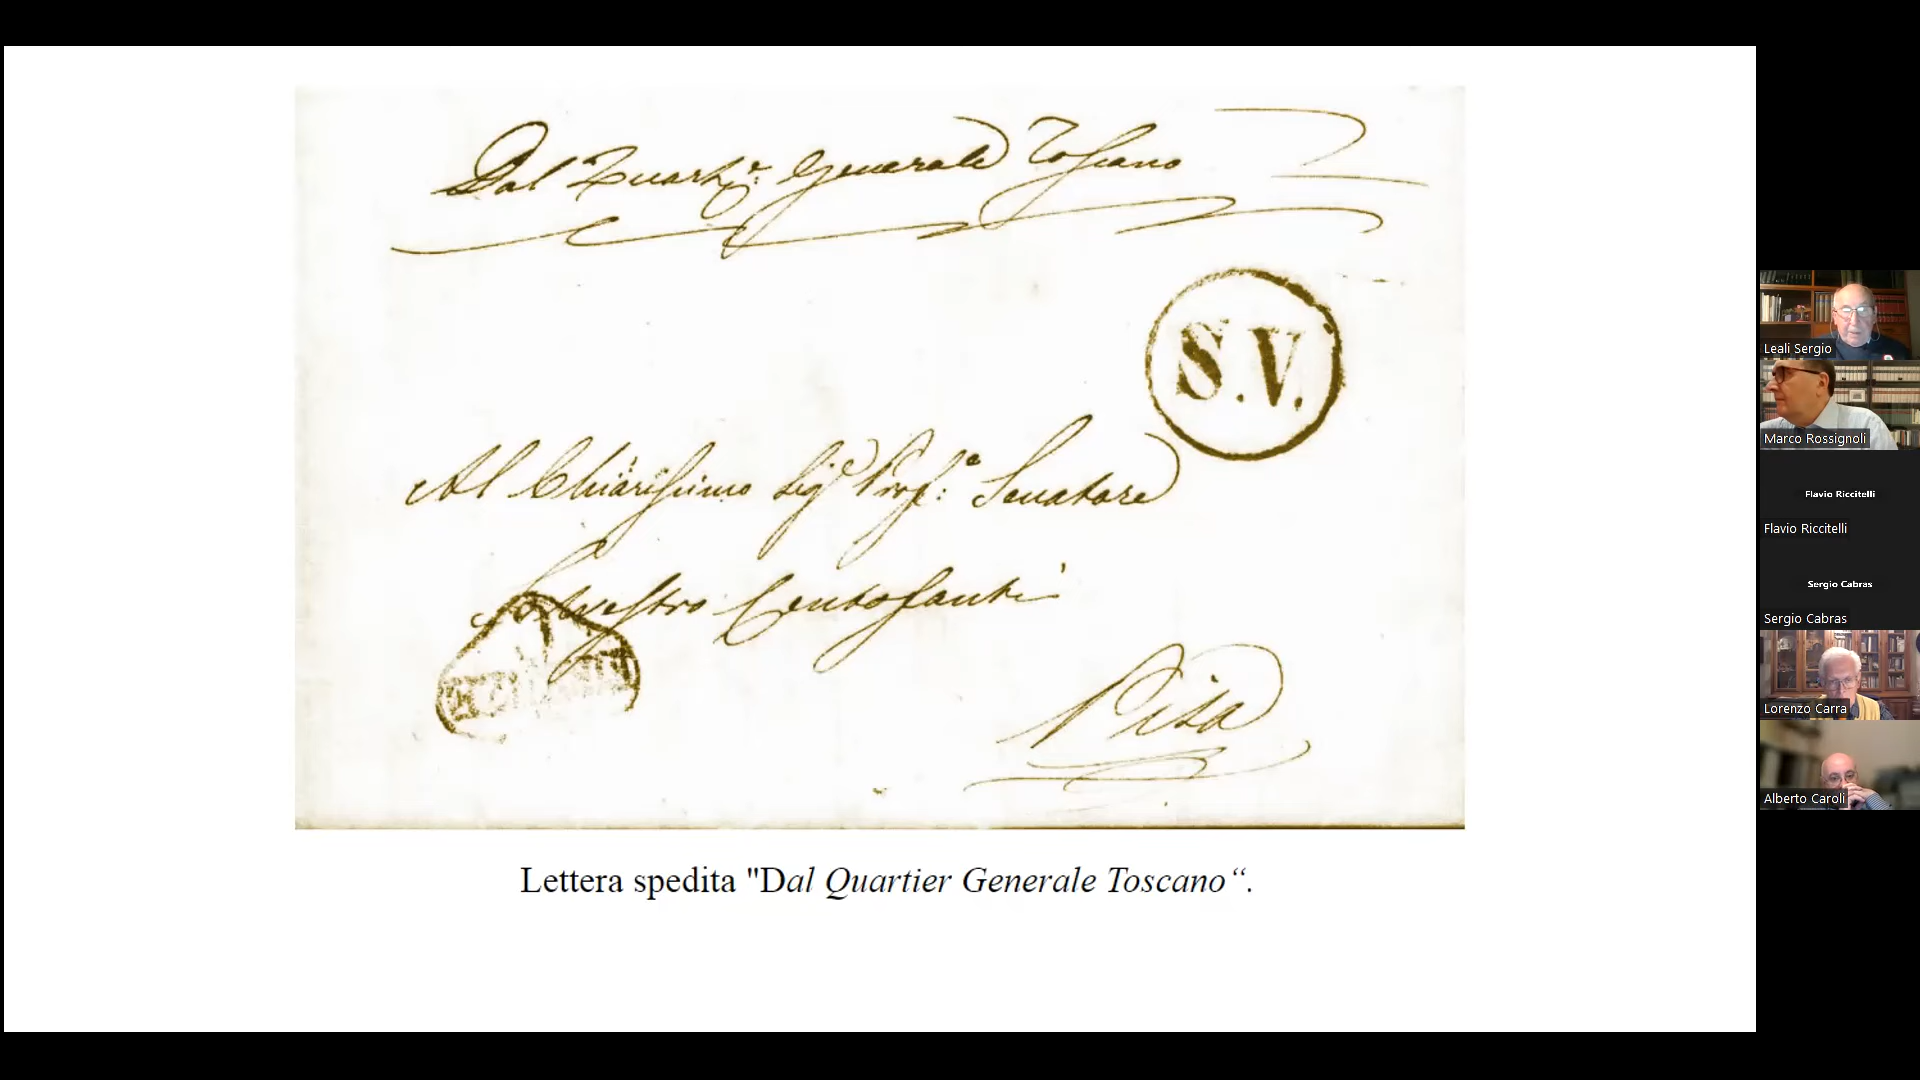 Dal Quart.r Generale Toscano
S.V.
Al Chiarissimo Sig.r Prof.e Senatore
Silvestro Centofanti
Pisa
Lettera spedita "Dal Quartier Generale Toscano“.
Leali Sergio
Marco Rossignoli
Flavio Riccitelli
Flavio Riccitelli
Sergio Cabras
Sergio Cabras
Lorenzo Carra
Alberto Caroli